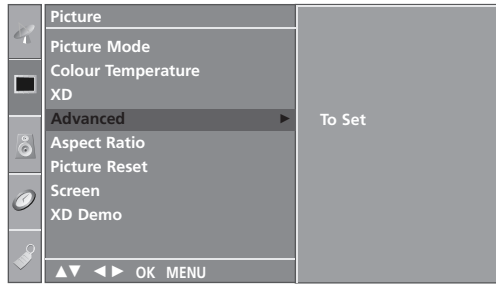 Picture
Picture Mode
Colour Temperature
XD
Advanced ▶ To Set
Aspect Ratio
Picture Reset
Screen
XD Demo
▲▼ ◀▶ OK MENU